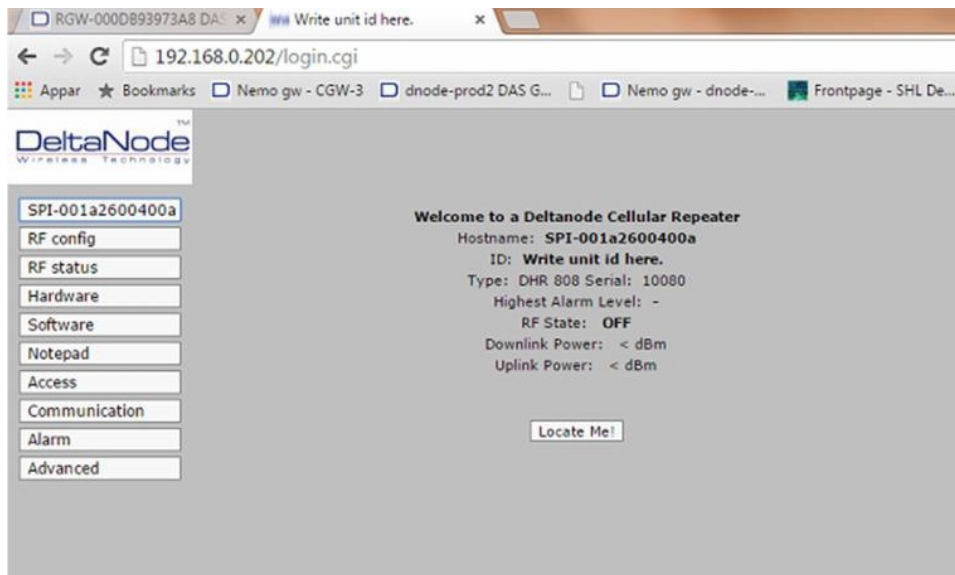 RGW-000DB93973A8 DAS
Write unit id here.
192.168.0.202/login.cgi
Appar
Bookmarks
Nemo gw - CGW-3
dnode-prod2 DAS G...
Nemo gw - dnode-...
Frontpage - SHL De...
DeltaNode
TM
Wireless Technology
SPI-001a2600400a
RF config
RF status
Hardware
Software
Notepad
Access
Communication
Alarm
Advanced
Welcome to a Deltanode Cellular Repeater
Hostname: SPI-001a2600400a
ID: Write unit id here.
Type: DHR 808 Serial: 10080
Highest Alarm Level: -
RF State: OFF
Downlink Power: < dBm
Uplink Power: < dBm
Locate Me!